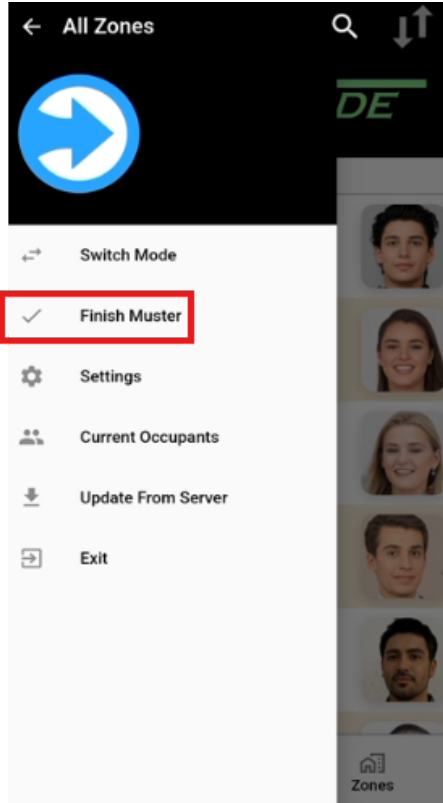 All Zones
DE
Switch Mode
Finish Muster
Settings
Current Occupants
Update From Server
Exit
Zones